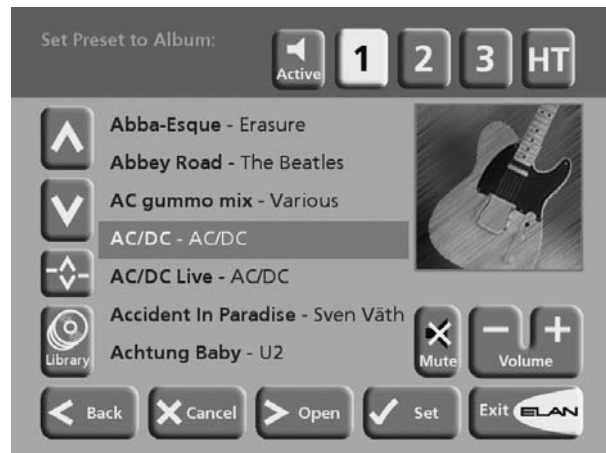 Set Preset to Album:
Active 1 2 3 HT
Abba-Esque - Erasure
Abbey Road - The Beatles
AC gummo mix - Various
AC/DC - AC/DC
AC/DC Live - AC/DC
Accident In Paradise - Sven Väth
Achtung Baby - U2
Library
Mute
Volume
Back Cancel Open Set Exit ELAN